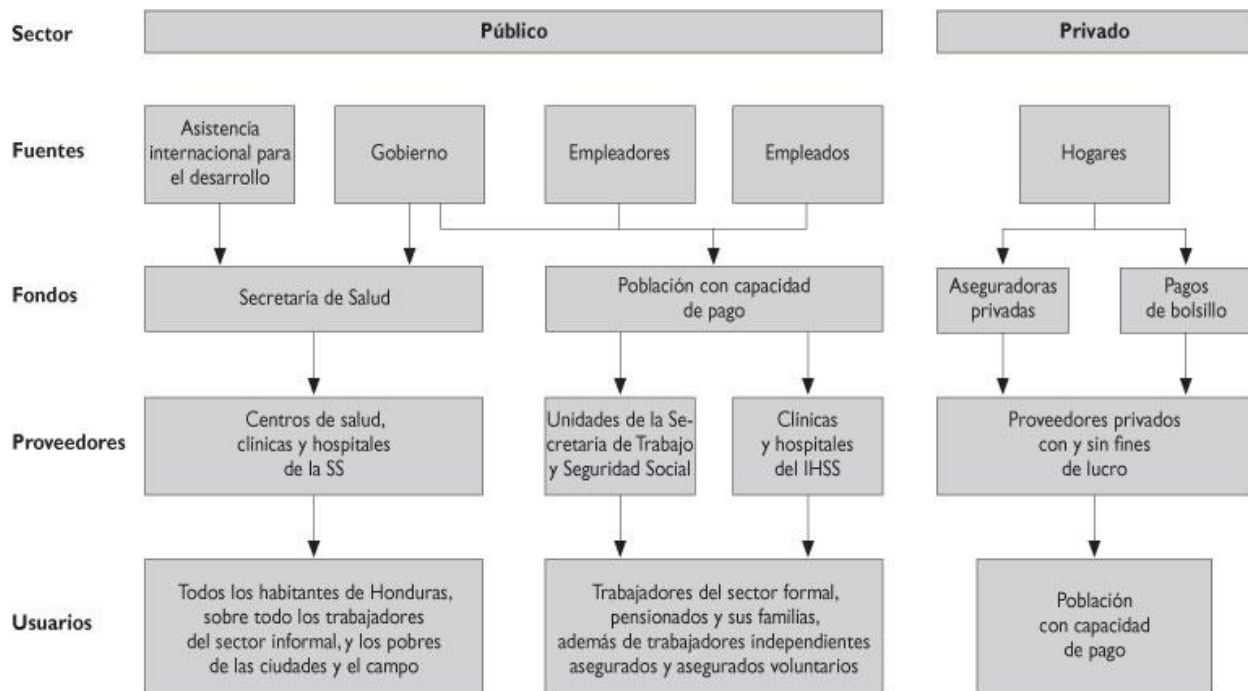 Sector
Público
Privado
Fuentes
Asistencia
internacional para
el desarrollo
Gobierno
Empleadores
Empleados
Hogares
Fondos
Secretaría de Salud
Población con capacidad
de pago
Aseguradoras
privadas
Pagos
de bolsillo
Proveedores
Centros de salud,
clínicas y hospitales
de la SS
Unidades de la Se-
cretaría de Trabajo
y Seguridad Social
Clínicas
y hospitales
del IHSS
Proveedores privados
con y sin fines
de lucro
Usuarios
Todos los habitantes de Honduras,
sobre todo los trabajadores
del sector informal, y los pobres
de las ciudades y el campo
Trabajadores del sector formal,
pensionados y sus familias,
además de trabajadores independientes
asegurados y asegurados voluntarios
Población
con capacidad
de pago